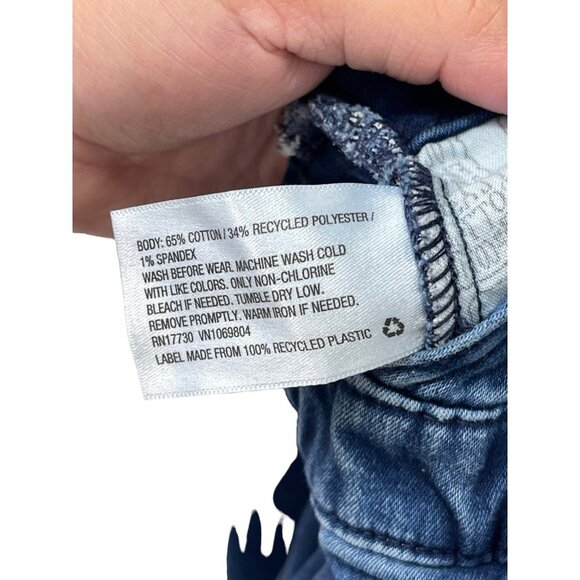 BODY: 65% COTTON / 34% RECYCLED POLYESTER /
1% SPANDEX
WASH BEFORE WEAR. MACHINE WASH COLD
WITH LIKE COLORS. ONLY NON-CHLORINE
BLEACH IF NEEDED. TUMBLE DRY LOW.
REMOVE PROMPTLY. WARM IRON IF NEEDED.
RN17730 VN1069804
LABEL MADE FROM 100% RECYCLED PLASTIC